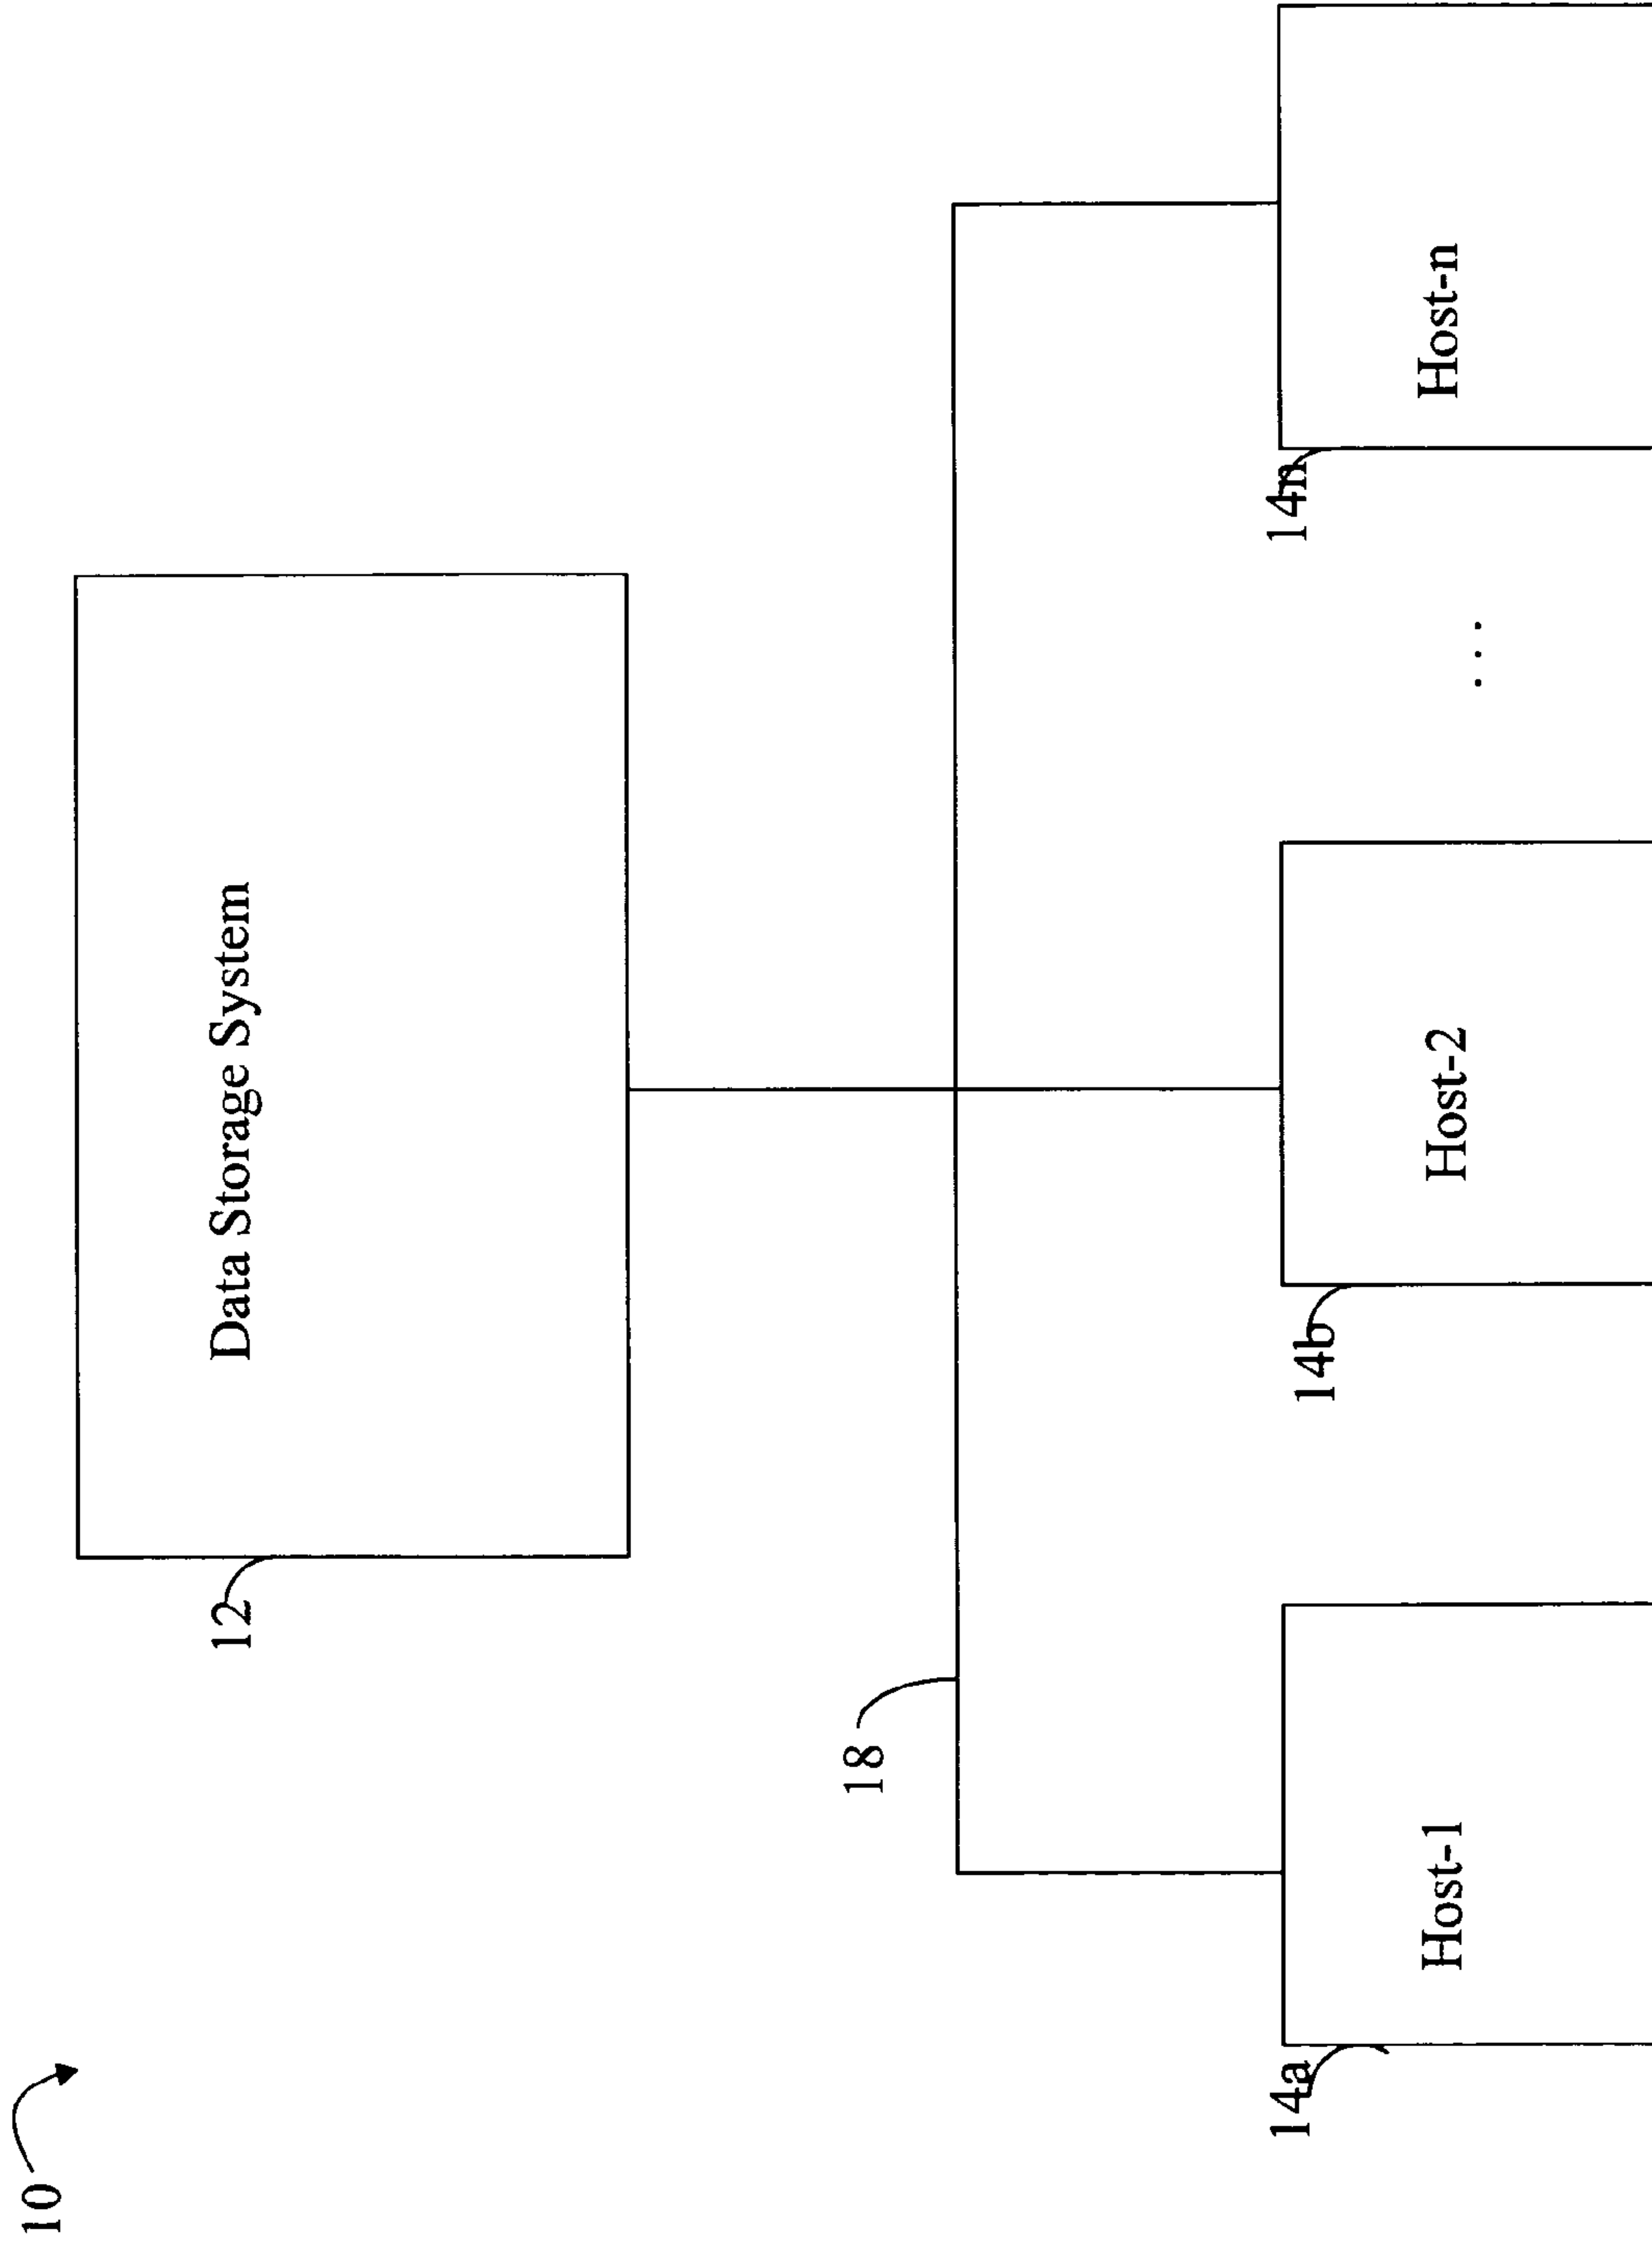 10
12
Data Storage System
18
14a
14b
14n
Host-1
Host-2
. . .
Host-n